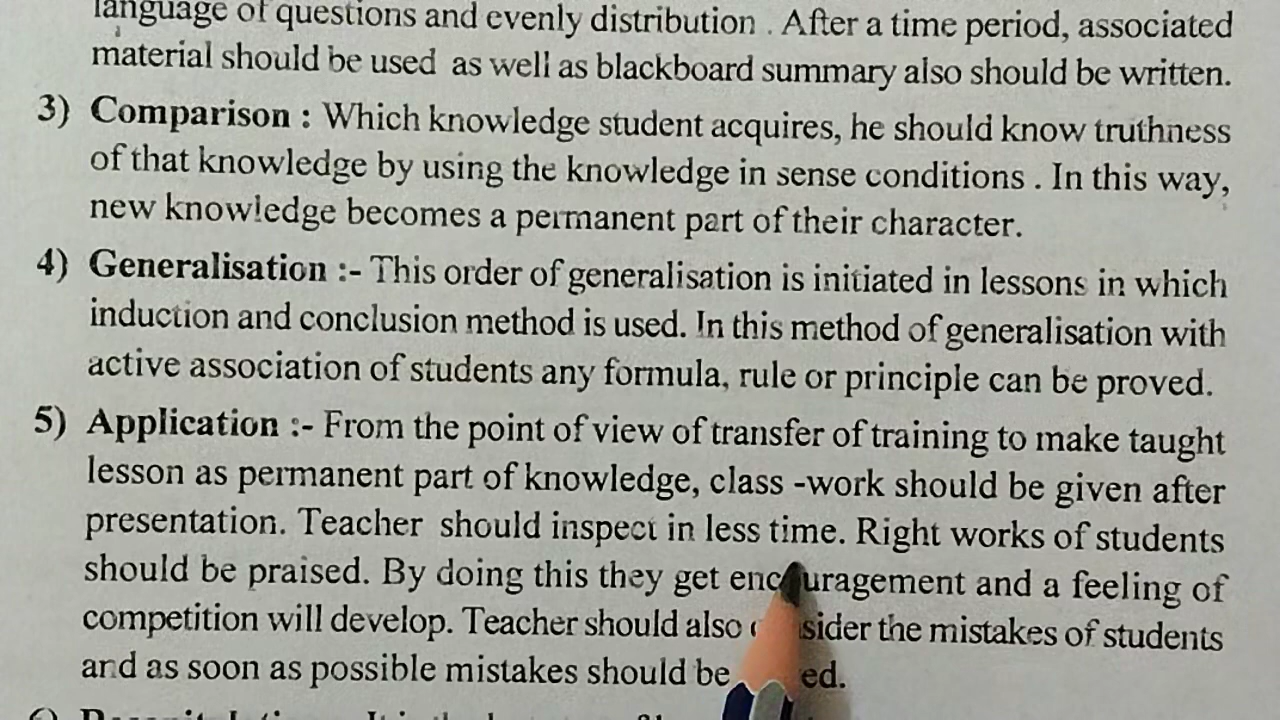 language of questions and evenly distribution . After a time period, associated
material should be used as well as blackboard summary also should be written.
3) Comparison : Which knowledge student acquires, he should know truthness
of that knowledge by using the knowledge in sense conditions . In this way,
new knowledge becomes a permanent part of their character.
4) Generalisation :- This order of generalisation is initiated in lessons in which
induction and conclusion method is used. In this method of generalisation with
active association of students any formula, rule or principle can be proved.
5) Application :- From the point of view of transfer of training to make taught
lesson as permanent part of knowledge, class -work should be given after
presentation. Teacher should inspect in less time. Right works of students
should be praised. By doing this they get encouragement and a feeling of
competition will develop. Teacher should also consider the mistakes of students
and as soon as possible mistakes should be